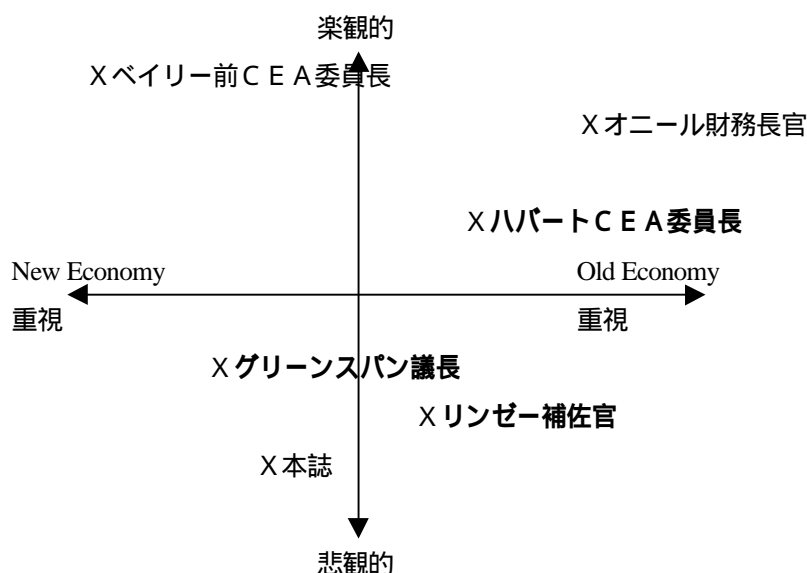 楽観的
Xベイリー前CEA委員長
Xオニール財務長官
XハバートCEA委員長
New Economy
Old Economy
重視
重視
Xグリーンスパン議長
Xリンゼー補佐官
X本誌
悲観的